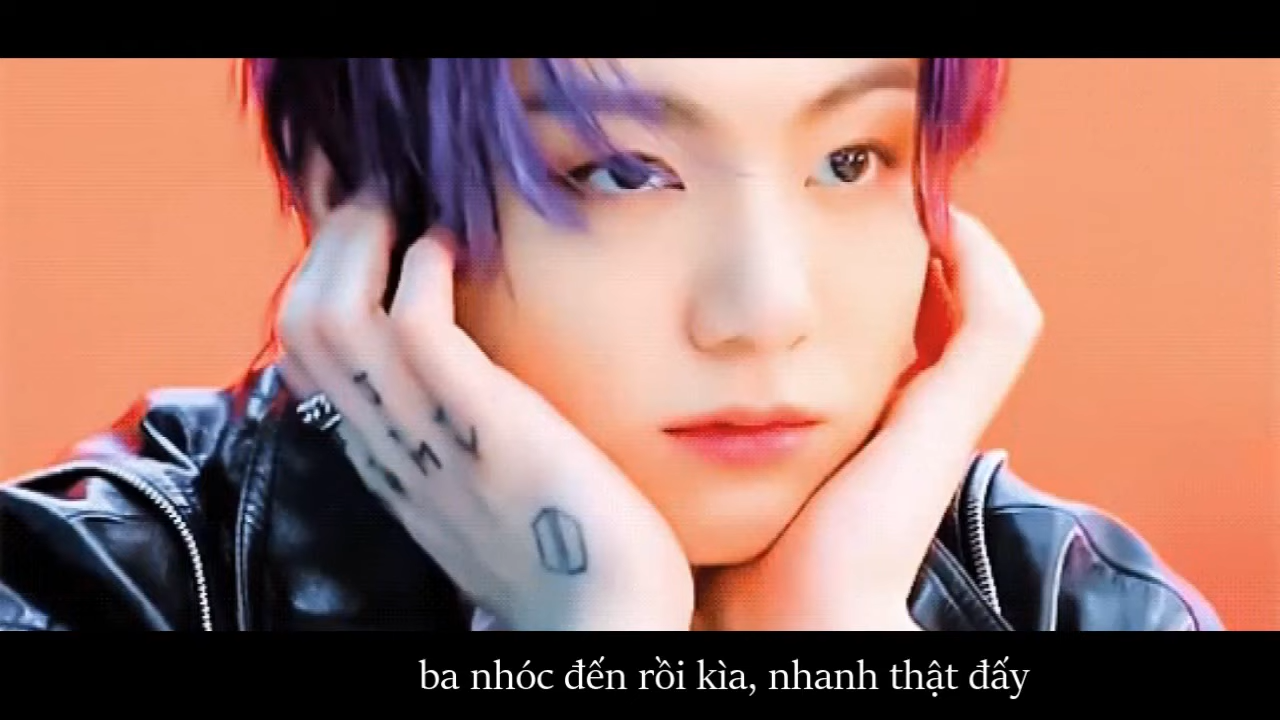 ba nhóc đến rồi kìa, nhanh thật đấy